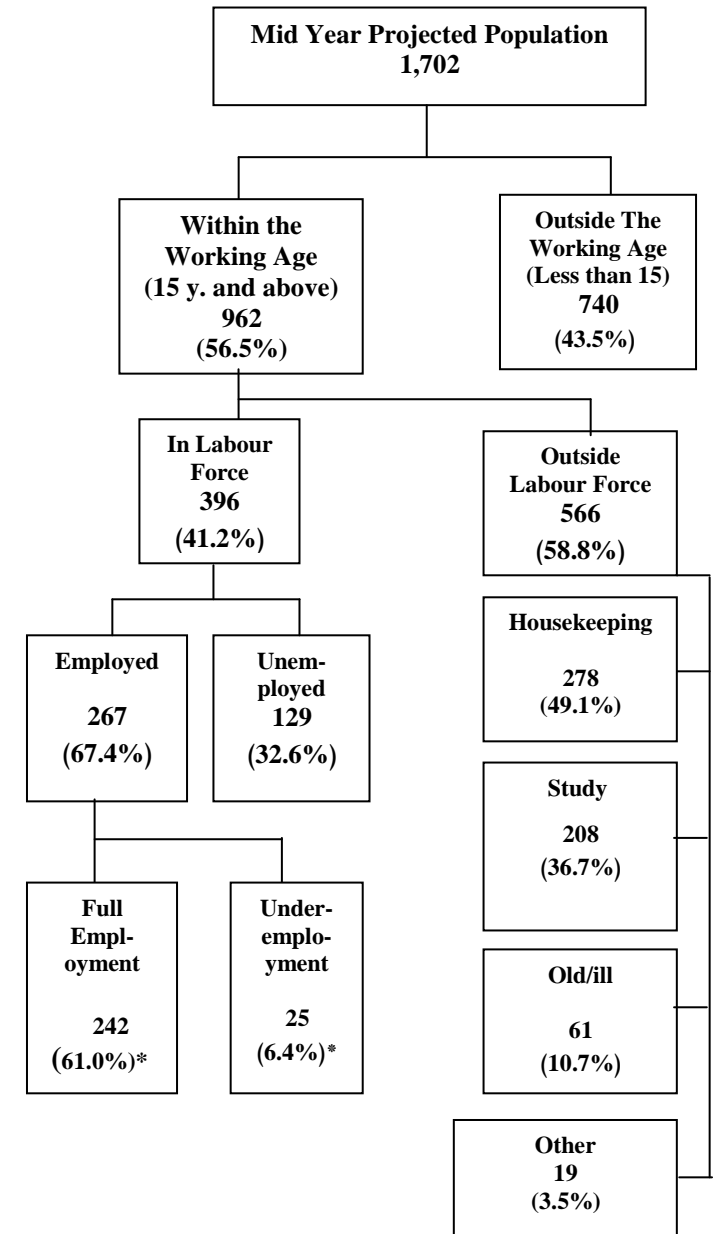 Mid Year Projected Population
1,702
Within the
Working Age
(15 y. and above)
962
(56.5%)
Outside The
Working Age
(Less than 15)
740
(43.5%)
In Labour
Force
396
(41.2%)
Outside
Labour Force
566
(58.8%)
Employed
267
(67.4%)
Unem-
ployed
129
(32.6%)
Housekeeping
278
(49.1%)
Study
208
(36.7%)
Full
Empl-
oyment
242
(61.0%)*
Under-
emplo-
yment
25
(6.4%)*
Old/ill
61
(10.7%)
Other
19
(3.5%)